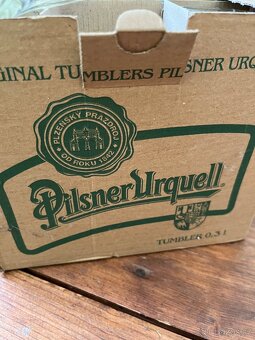 GINAL TUMBLERS PILSNER URQ
PLZEŇSKÝ PRAZDROJ
OD ROKU 1842
Pilsner Urquell
TUMBLER 0,3 l